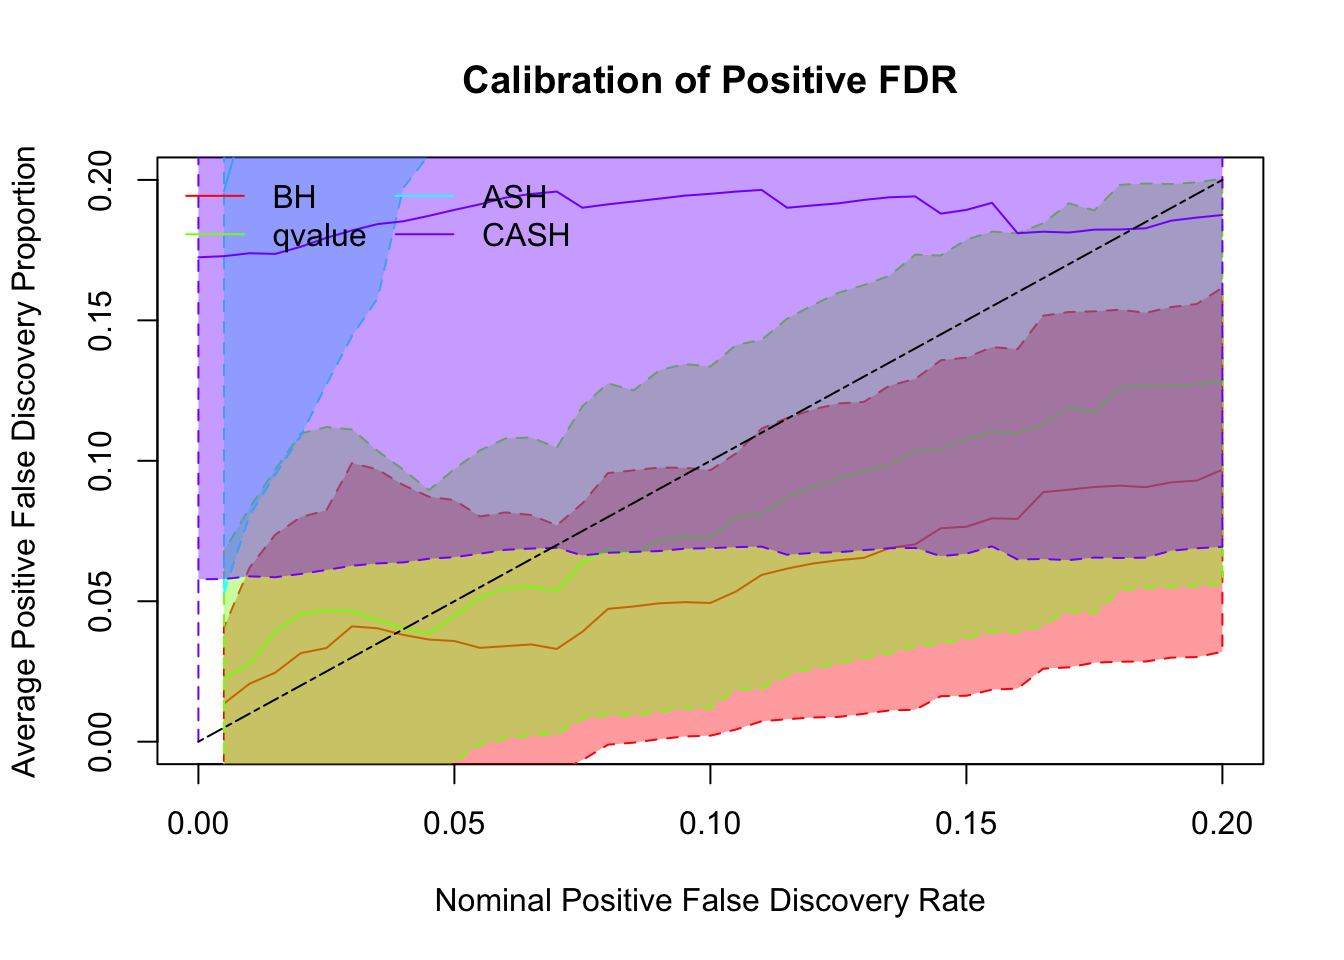 Calibration of Positive FDR
Average Positive False Discovery Proportion
0.20
0.15
0.10
0.05
0.00
BH
qvalue
ASH
CASH
0.00 0.05 0.10 0.15 0.20
Nominal Positive False Discovery Rate